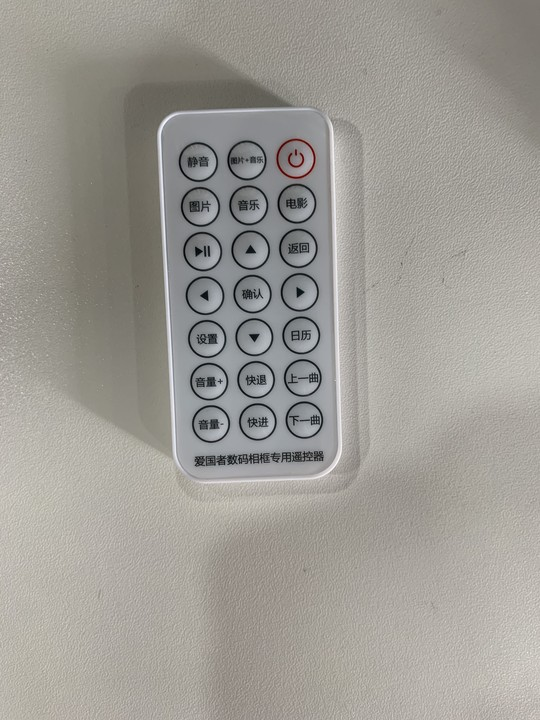 静音 图片+音乐
图片 音乐 电影
返回
确认
设置 日历
音量+ 快退 上一曲
音量- 快进 下一曲
爱国者数码相框专用遥控器